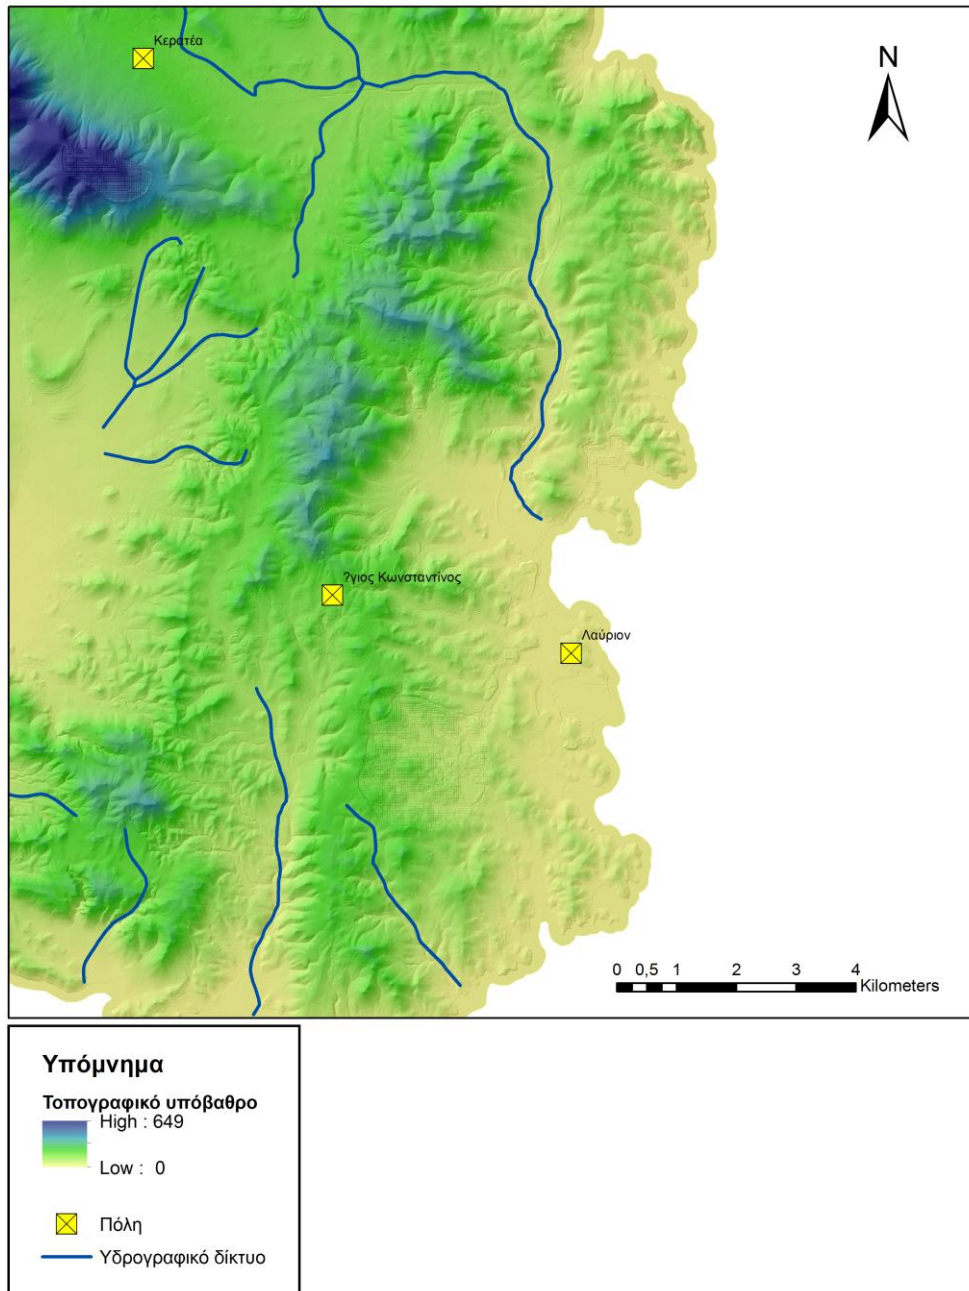 Κερατέα
N
?γιος Κωνσταντίνος
Λαύριον
0 0,5 1 2 3 4
Kilometers
Υπόμνημα
Τοπογραφικό υπόβαθρο
High : 649
Low : 0
Πόλη
Υδρογραφικό δίκτυο